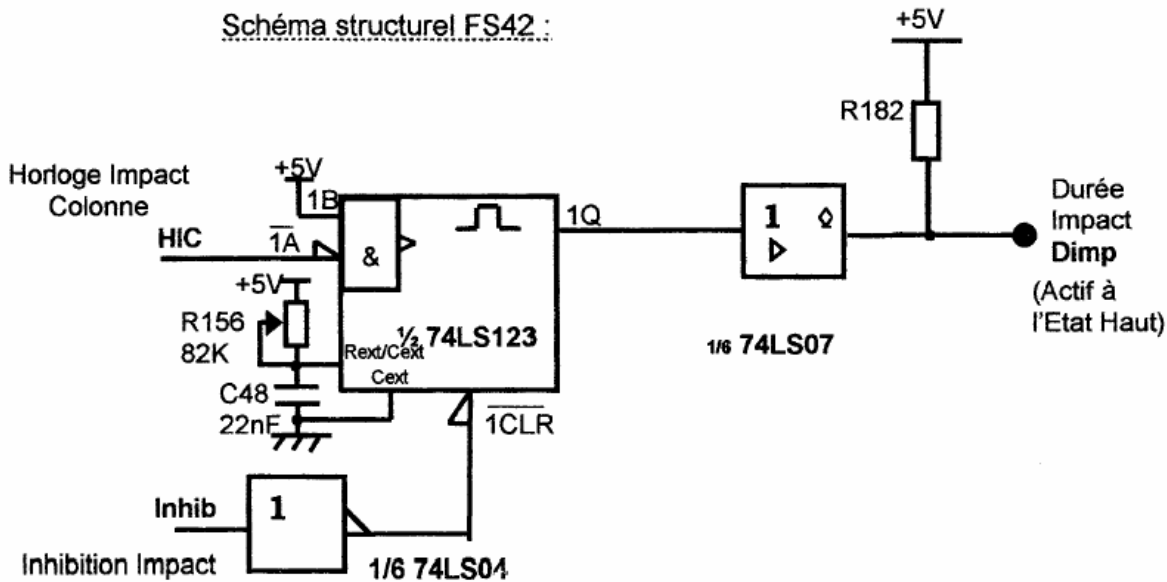 Schéma structurel FS42 :
+5V
R182
Horloge Impact
Colonne
+5V
1B
1Q
1
Durée
Impact
Dimp
(Actif à
l'Etat Haut)
HIC
1A
&
+5V
R156
82K
½ 74LS123
1/6 74LS07
Rext/Cext
Cext
C48
22nF
1CLR
Inhib
1
Inhibition Impact
1/6 74LS04